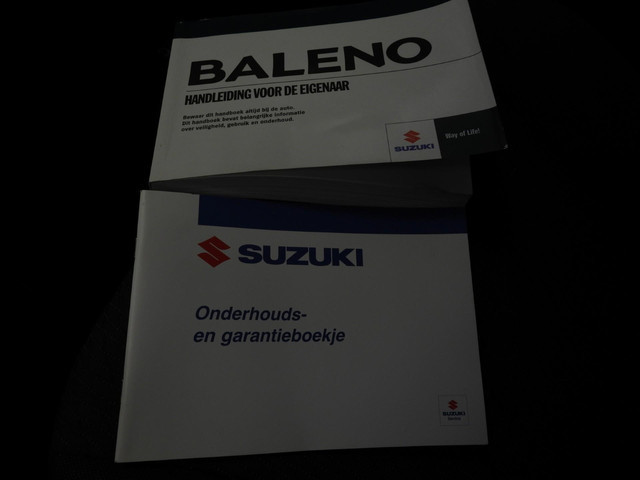 BALENO
HANDLEIDING VOOR DE EIGENAAR
Bewaar dit handboek altijd bij de auto.
Dit handboek bevat belangrijke informatie
over veiligheid, gebruik en onderhoud.
SUZUKI
Way of Life!
SUZUKI
Onderhouds-
en garantieboekje
SUZUKI